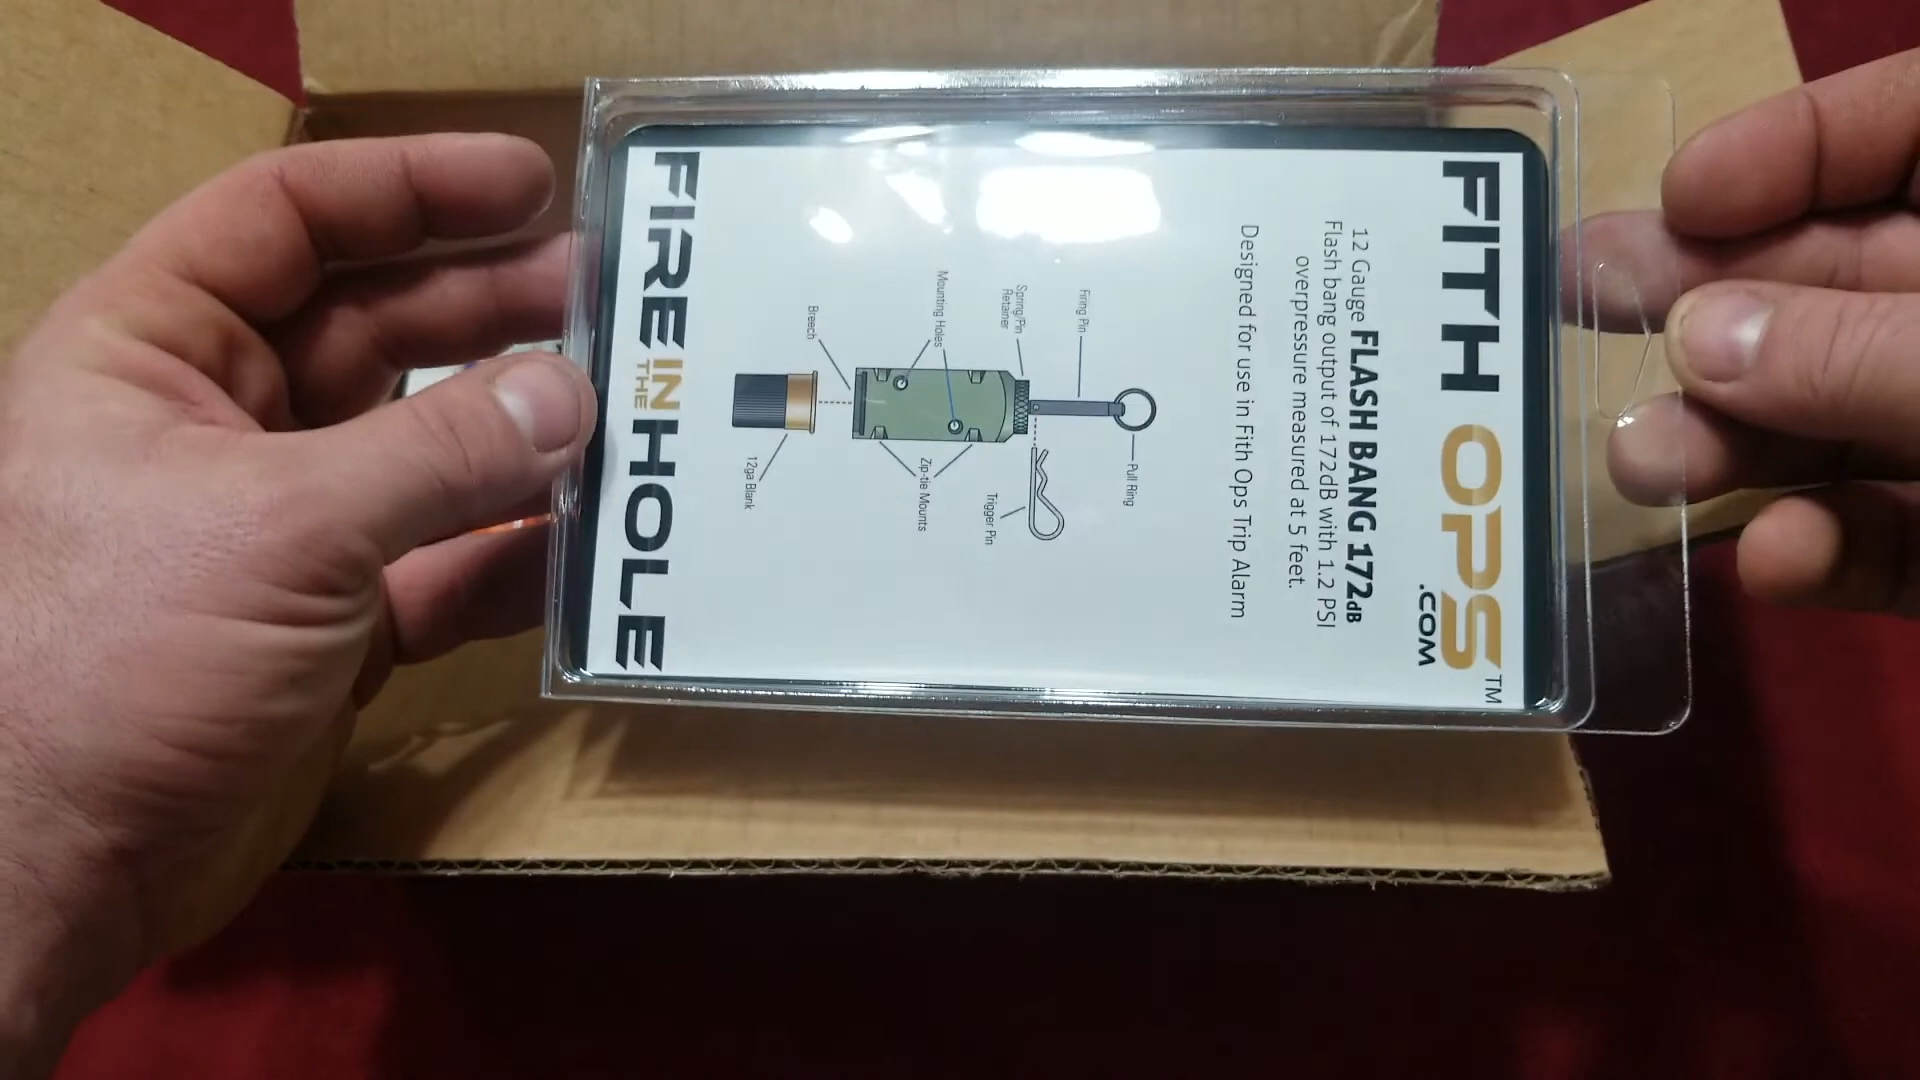 FITH OPS™
.COM
12 Gauge FLASH BANG 172dB
Flash bang output of 172dB with 1.2 PSI
overpressure measured at 5 feet.
Designed for use in Fith Ops Trip Alarm
Pull Ring
Firing Pin
Trigger Pin
Spring/Pin
Retainer
Mounting Holes
Zip-tie Mounts
Breech
12ga Blank
FIRE IN THE HOLE